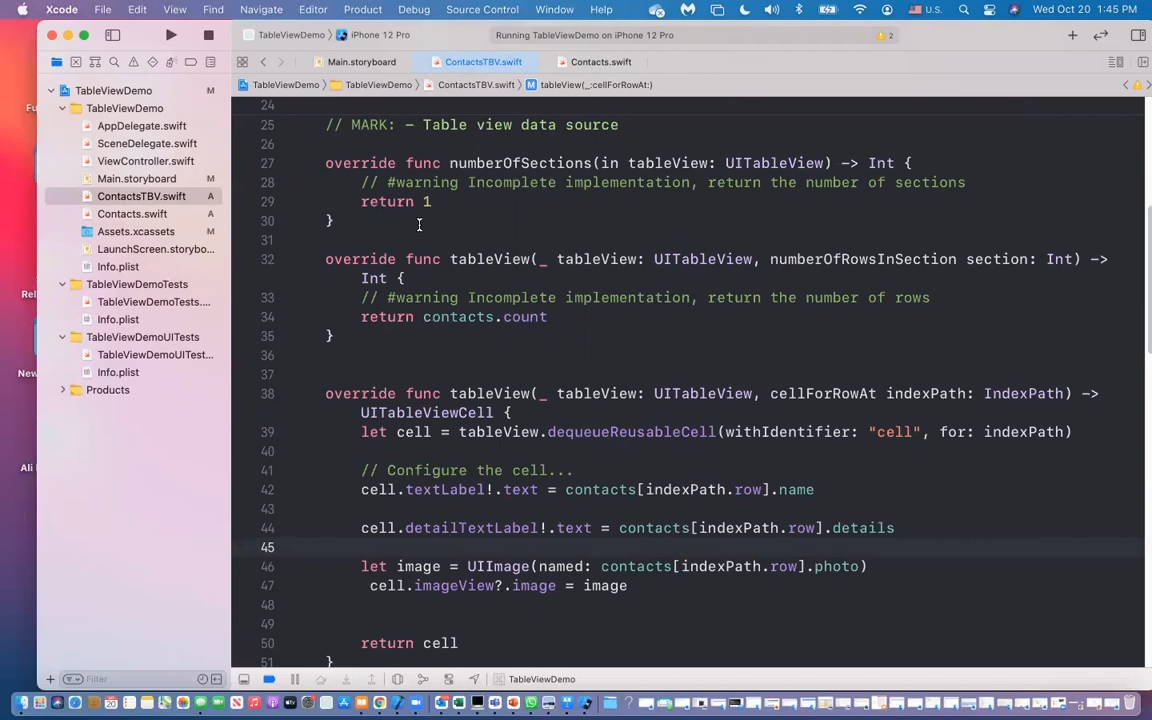 Xcode File Edit View Find Navigate Editor Product Debug Source Control Window Help U.S. Wed Oct 20 1:45 PM
TableViewDemo iPhone 12 Pro Running TableViewDemo on iPhone 12 Pro 2
Main.storyboard ContactsTBV.swift Contacts.swift
TableViewDemo TableViewDemo ContactsTBV.swift M tableView(_:cellForRowAt:)
TableViewDemo M
TableViewDemo
AppDelegate.swift
SceneDelegate.swift
ViewController.swift
Main.storyboard M
ContactsTBV.swift A
Contacts.swift A
Assets.xcassets M
LaunchScreen.storybo...
Info.plist
TableViewDemoTests
TableViewDemoTests....
Info.plist
TableViewDemoUITests
TableViewDemoUITest...
Info.plist
Products
Filter
24
25 // MARK: - Table view data source
26
27 override func numberOfSections(in tableView: UITableView) -> Int {
28 // #warning Incomplete implementation, return the number of sections
29 return 1
30 }
31
32 override func tableView(_ tableView: UITableView, numberOfRowsInSection section: Int) ->
Int {
33 // #warning Incomplete implementation, return the number of rows
34 return contacts.count
35 }
36
37
38 override func tableView(_ tableView: UITableView, cellForRowAt indexPath: IndexPath) ->
UITableViewCell {
39 let cell = tableView.dequeueReusableCell(withIdentifier: "cell", for: indexPath)
40
41 // Configure the cell...
42 cell.textLabel!.text = contacts[indexPath.row].name
43
44 cell.detailTextLabel!.text = contacts[indexPath.row].details
45
46 let image = UIImage(named: contacts[indexPath.row].photo)
47 cell.imageView?.image = image
48
49
50 return cell
51 }
TableViewDemo
Rel
New
Ali